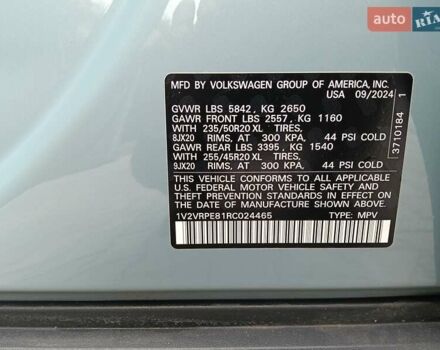 AUTO RIA
MFD BY VOLKSWAGEN GROUP OF AMERICA, INC.
USA 09/2024
GVWR LBS 5842, KG 2650
GAWR FRONT LBS 2557, KG 1160
WITH 235/50R20 XL TIRES,
8JX20 RIMS, AT 300 KPA, 44 PSI COLD
GAWR REAR LBS 3395, KG 1540
WITH 255/45R20 XL TIRES,
9JX20 RIMS, AT 300 KPA, 44 PSI COLD
THIS VEHICLE CONFORMS TO ALL APPLICABLE
U.S. FEDERAL MOTOR VEHICLE SAFETY AND
THEFT PREVENTION STANDARDS IN EFFECT ON
THE DATE OF MANUFACTURE SHOWN ABOVE.
1V2VRPE81RC024465 TYPE: MPV
3710184 1